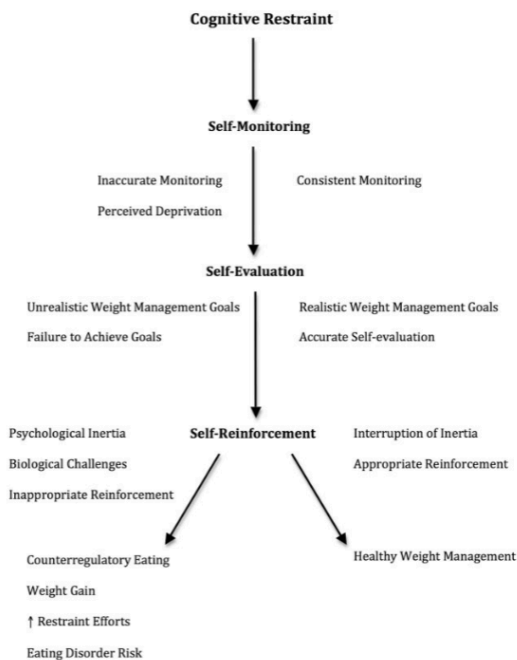 Cognitive Restraint
Self-Monitoring
Inaccurate Monitoring
Consistent Monitoring
Perceived Deprivation
Self-Evaluation
Unrealistic Weight Management Goals
Realistic Weight Management Goals
Failure to Achieve Goals
Accurate Self-evaluation
Psychological Inertia
Self-Reinforcement
Interruption of Inertia
Biological Challenges
Appropriate Reinforcement
Inappropriate Reinforcement
Counterregulatory Eating
Healthy Weight Management
Weight Gain
↑ Restraint Efforts
Eating Disorder Risk